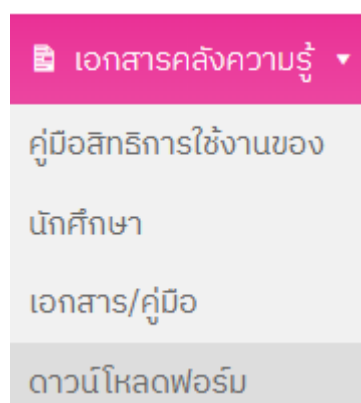 เอกสารคลังความรู้
คู่มือสิทธิการใช้งานของ
นักศึกษา
เอกสาร/คู่มือ
ดาวน์โหลดฟอร์ม